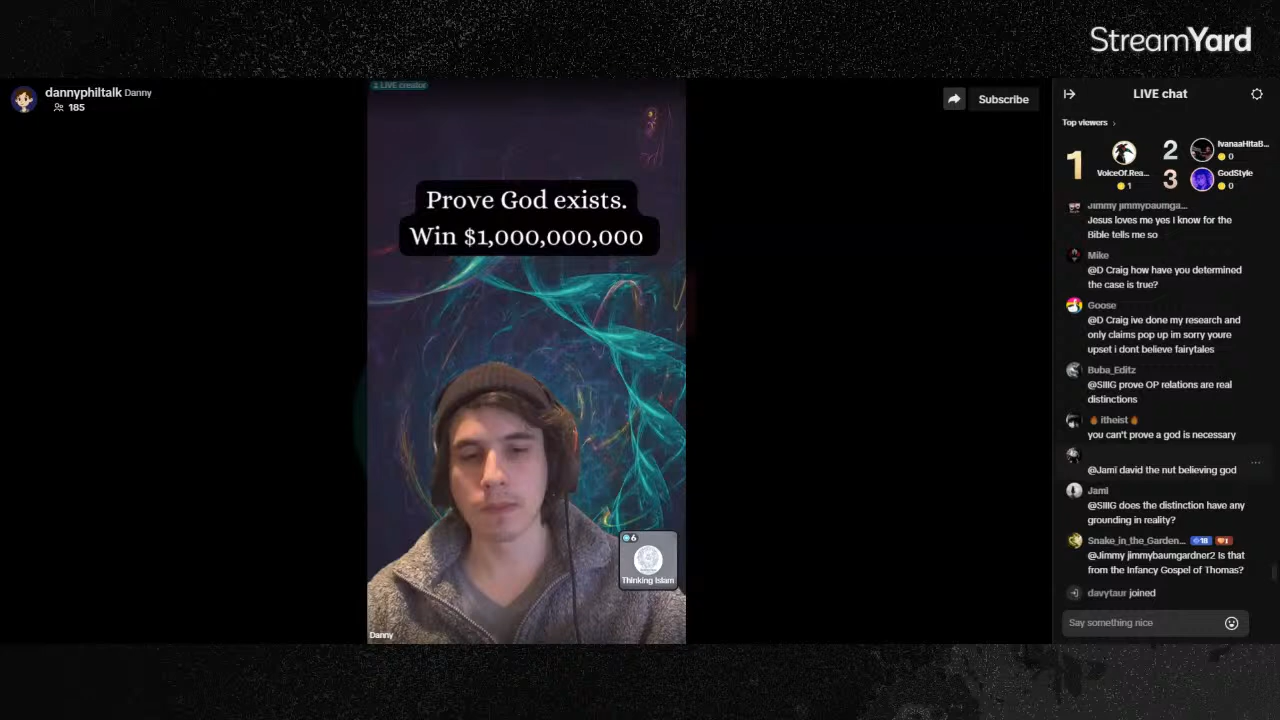 StreamYard
dannyphiltalk Danny
185
LIVE creator
Prove God exists.
Win $1,000,000,000
6
Thinking Islam
Danny
Subscribe
LIVE chat
Top viewers
1
VoiceOf.Rea...
1
2
IvanaaHitaB...
0
3
GodStyle
0
Jimmy jimmybaumga...
Jesus loves me yes I know for the
Bible tells me so
Mike
@D Craig how have you determined
the case is true?
Goose
@D Craig ive done my research and
only claims pop up im sorry youre
upset i dont believe fairytales
Buba_Editz
@SIIIG prove OP relations are real
distinctions
itheist
you can't prove a god is necessary
@Jami david the nut believing god
...
Jami
@SIIIG does the distinction have any
grounding in reality?
Snake_in_the_Garden... 18 1
@Jimmy jimmybaumgardner2 Is that
from the Infancy Gospel of Thomas?
davytaur joined
Say something nice